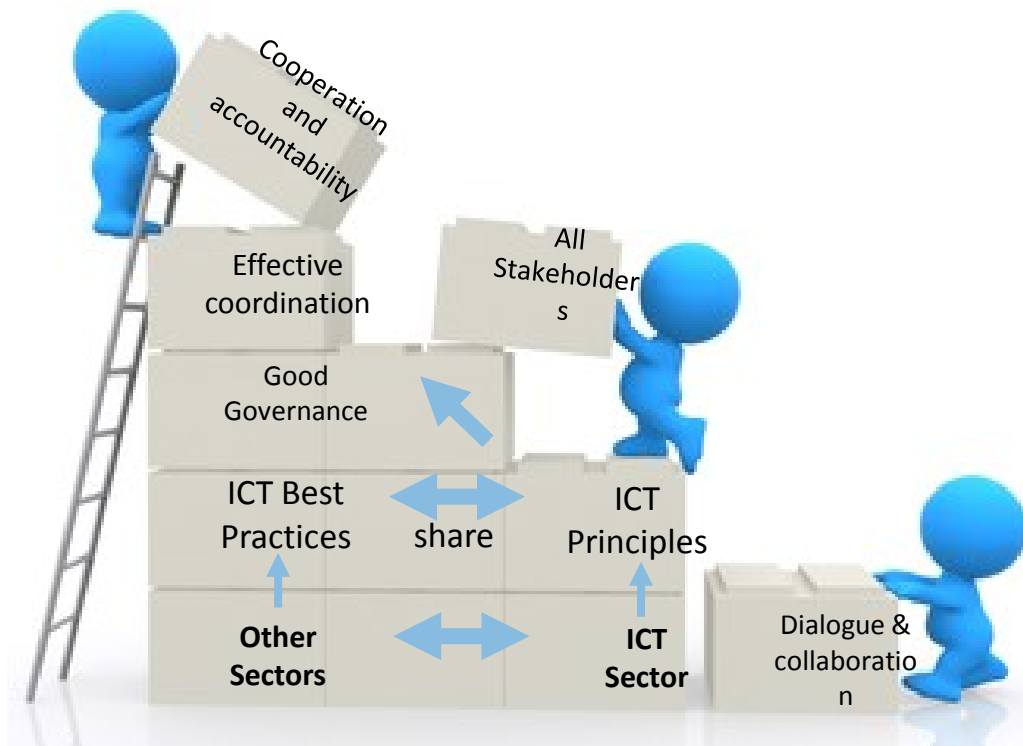 Cooperation
and
accountability
Effective
coordination
All
Stakeholder
s
Good
Governance
ICT Best
Practices
share
ICT
Principles
Other
Sectors
ICT
Sector
Dialogue &
collaboratio
n